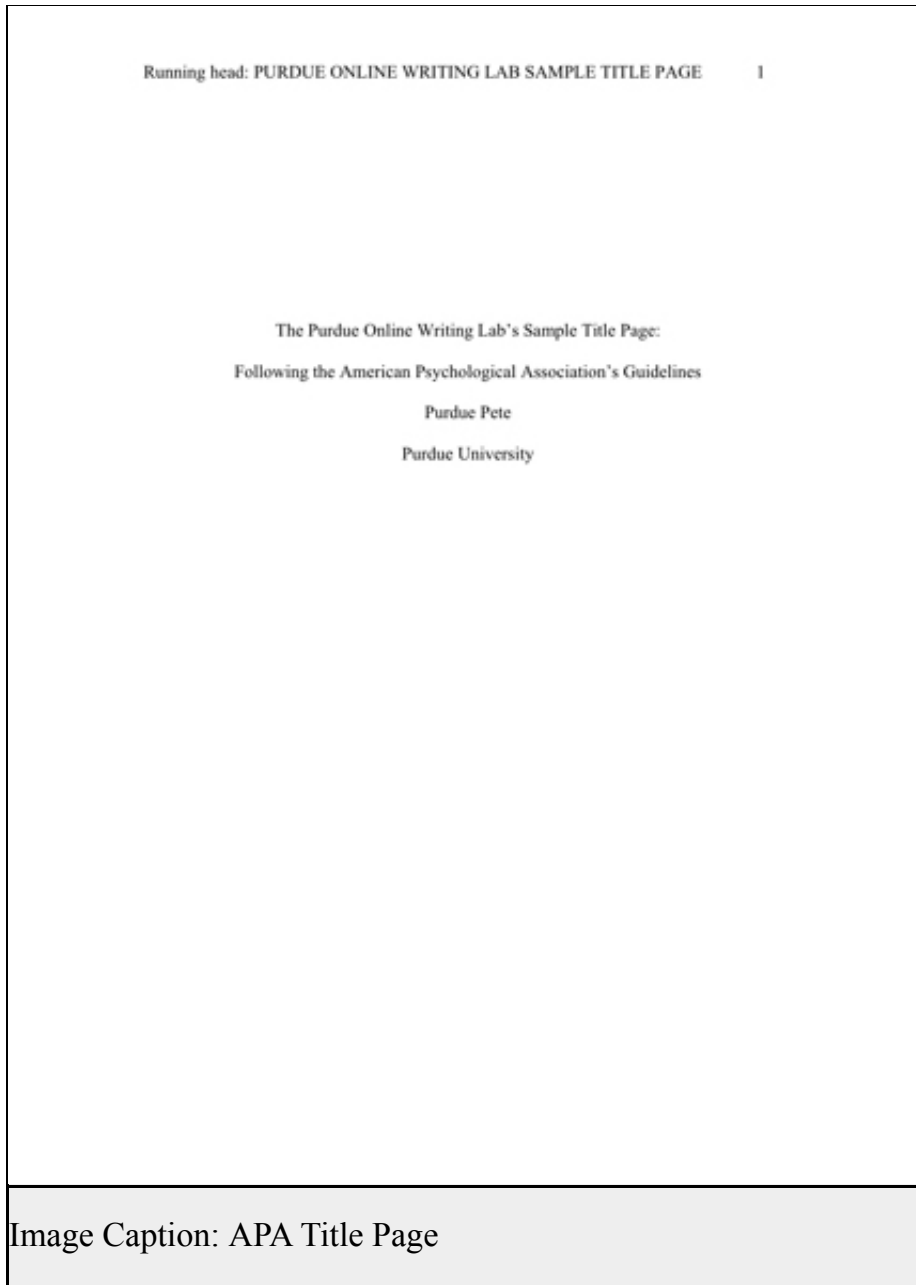 Running head: PURDUE ONLINE WRITING LAB SAMPLE TITLE PAGE 1
The Purdue Online Writing Lab's Sample Title Page:
Following the American Psychological Association's Guidelines
Purdue Pete
Purdue University
Image Caption: APA Title Page